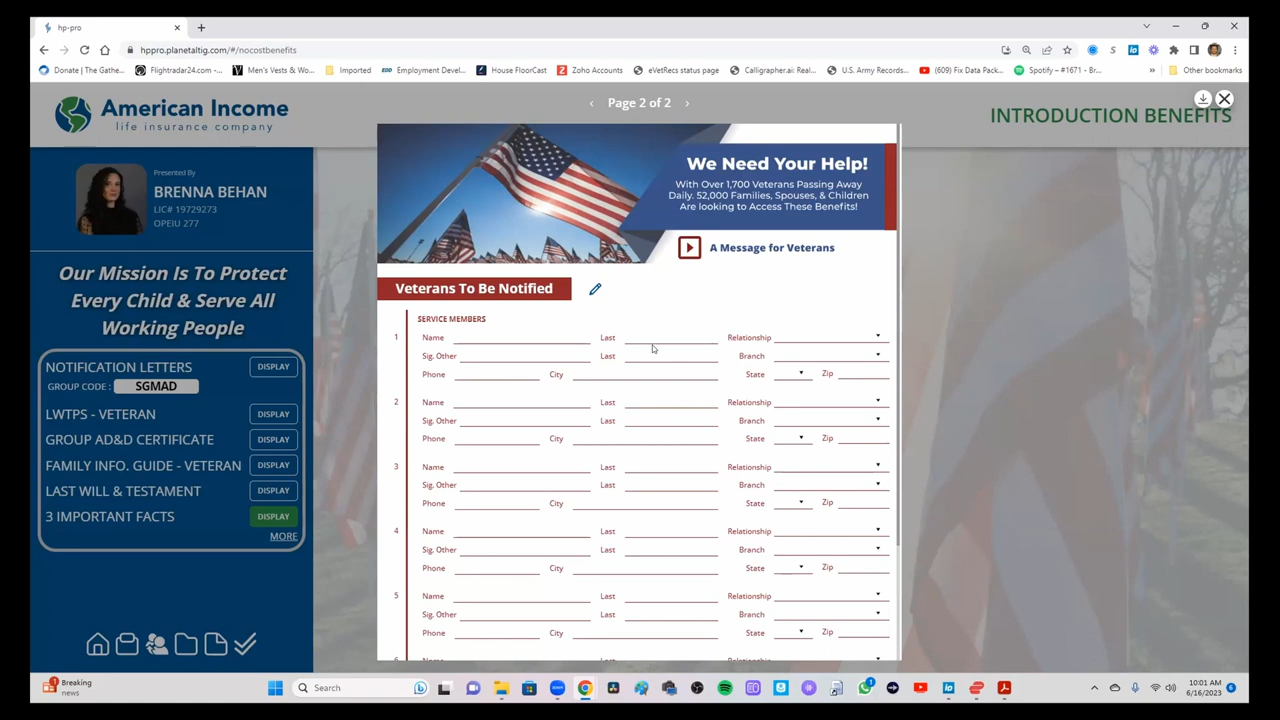 hp-pro
hppro.planetaltig.com/#/nocostbenefits
Donate | The Gathe...
Flightradar24.com -...
Men's Vests & Wo...
Imported
EDD Employment Devel...
House FloorCast
Zoho Accounts
eVetRecs status page
Calligrapher.ai: Real...
U.S. Army Records...
(609) Fix Data Pack...
Spotify – #1671 - Br...
Other bookmarks
American Income
life insurance company
Page 2 of 2
INTRODUCTION BENEFITS
Presented By
BRENNA BEHAN
LIC# 19729273
OPEIU 277
Our Mission Is To Protect
Every Child & Serve All
Working People
NOTIFICATION LETTERS DISPLAY
GROUP CODE : SGMAD
LWTPS - VETERAN DISPLAY
GROUP AD&D CERTIFICATE DISPLAY
FAMILY INFO. GUIDE - VETERAN DISPLAY
LAST WILL & TESTAMENT DISPLAY
3 IMPORTANT FACTS DISPLAY
MORE
We Need Your Help!
With Over 1,700 Veterans Passing Away
Daily. 52,000 Families, Spouses, & Children
Are looking to Access These Benefits!
A Message for Veterans
Veterans To Be Notified
SERVICE MEMBERS
1 Name Last Relationship
Sig. Other Last Branch
Phone City State Zip
2 Name Last Relationship
Sig. Other Last Branch
Phone City State Zip
3 Name Last Relationship
Sig. Other Last Branch
Phone City State Zip
4 Name Last Relationship
Sig. Other Last Branch
Phone City State Zip
5 Name Last Relationship
Sig. Other Last Branch
Phone City State Zip
6 Name Last Relationship
1 Breaking
news
Search
1
10:01 AM
6/16/2023
6